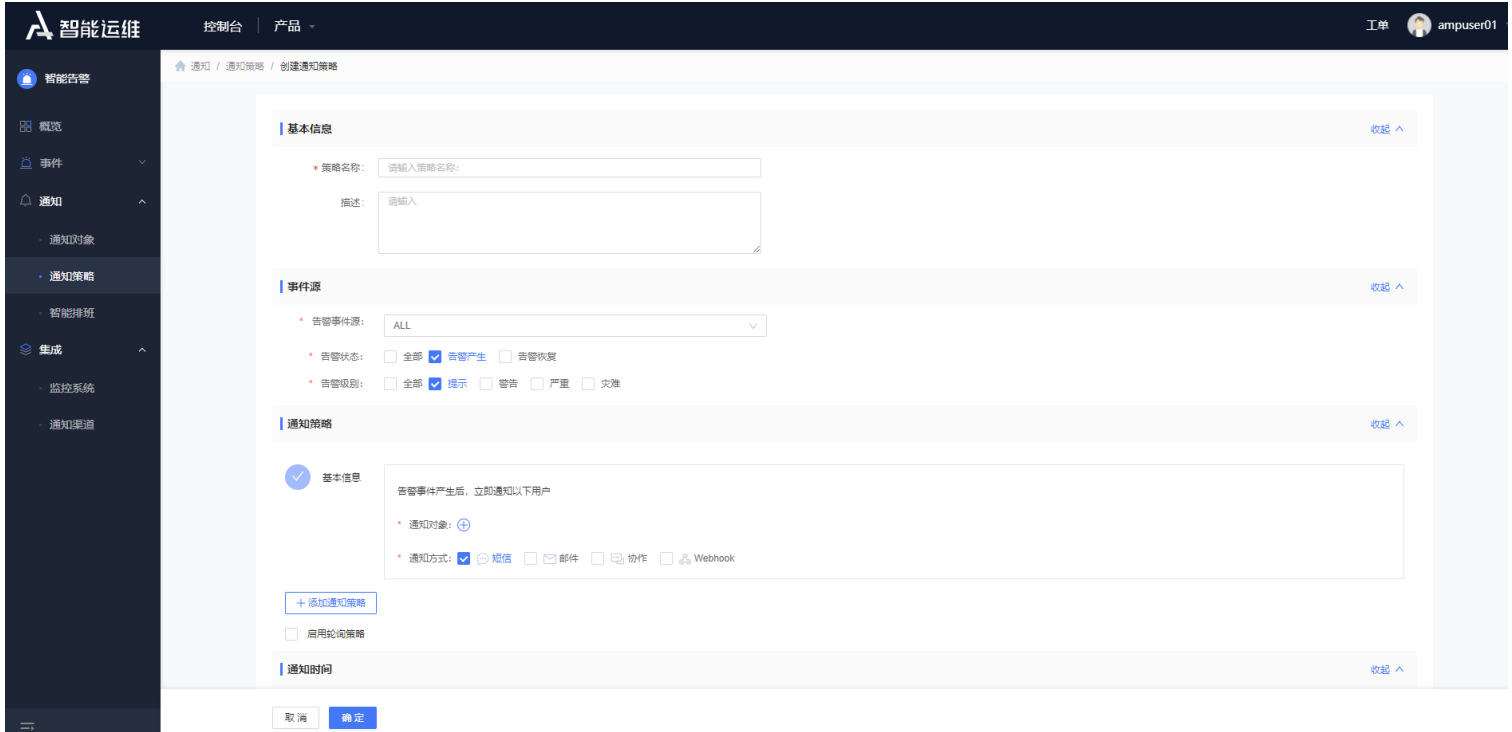 智能运维 控制台 产品 工单 ampuser01
智能告警
概览
事件
通知
通知对象
通知策略
智能排班
集成
监控系统
通知渠道
通知 / 通知策略 / 创建通知策略
基本信息 收起
* 策略名称: 请输入策略名称:
描述: 请输入
事件源 收起
* 告警事件源: ALL
* 告警状态: 全部 告警产生 告警恢复
* 告警级别: 全部 提示 警告 严重 灾难
通知策略 收起
基本信息
告警事件产生后, 立即通知以下用户
* 通知对象:
* 通知方式: 短信 邮件 协作 Webhook
+ 添加通知策略
启用轮询策略
通知时间 收起
取消 确定